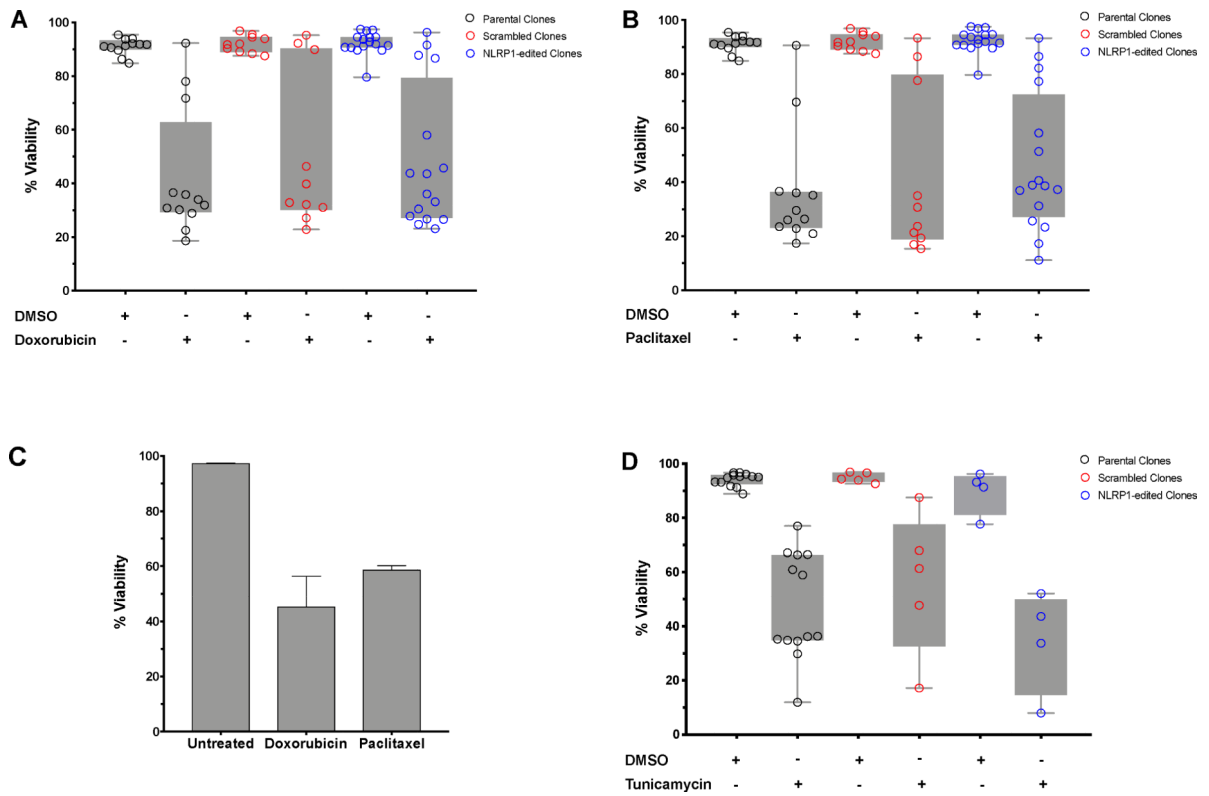 A
Parental Clones
Scrambled Clones
NLRP1-edited Clones
100
80
60
40
20
0
% Viability
DMSO + - + - + -
Doxorubicin - + - + - +
B
Parental Clones
Scrambled Clones
NLRP1-edited Clones
100
80
60
40
20
0
% Viability
DMSO + - + - + -
Paclitaxel - + - + - +
C
100
80
60
40
20
0
% Viability
Untreated Doxorubicin Paclitaxel
D
Parental Clones
Scrambled Clones
NLRP1-edited Clones
100
80
60
40
20
0
% Viability
DMSO + - + - + -
Tunicamycin - + - + - +